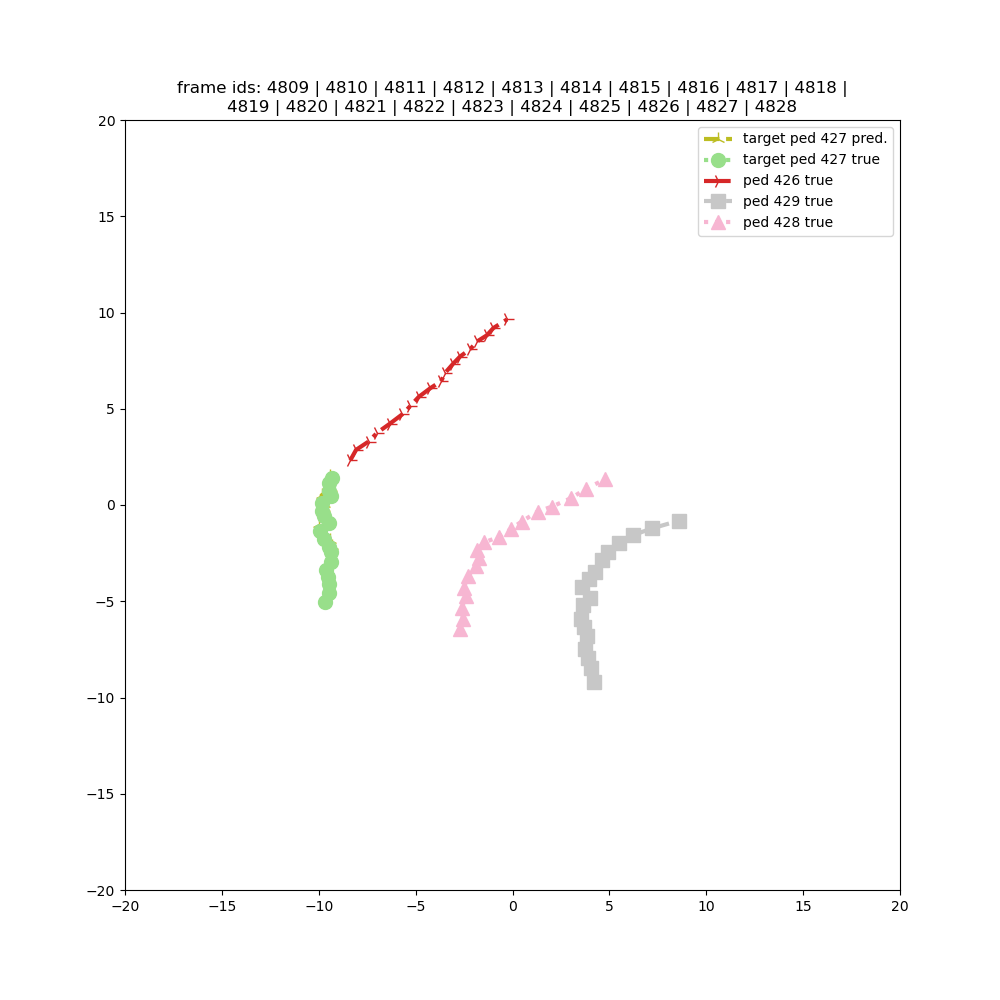 frame ids: 4809 | 4810 | 4811 | 4812 | 4813 | 4814 | 4815 | 4816 | 4817 | 4818 |
4819 | 4820 | 4821 | 4822 | 4823 | 4824 | 4825 | 4826 | 4827 | 4828
target ped 427 pred.
target ped 427 true
ped 426 true
ped 429 true
ped 428 true
20
15
10
5
0
−5
−10
−15
−20
−20 −15 −10 −5 0 5 10 15 20